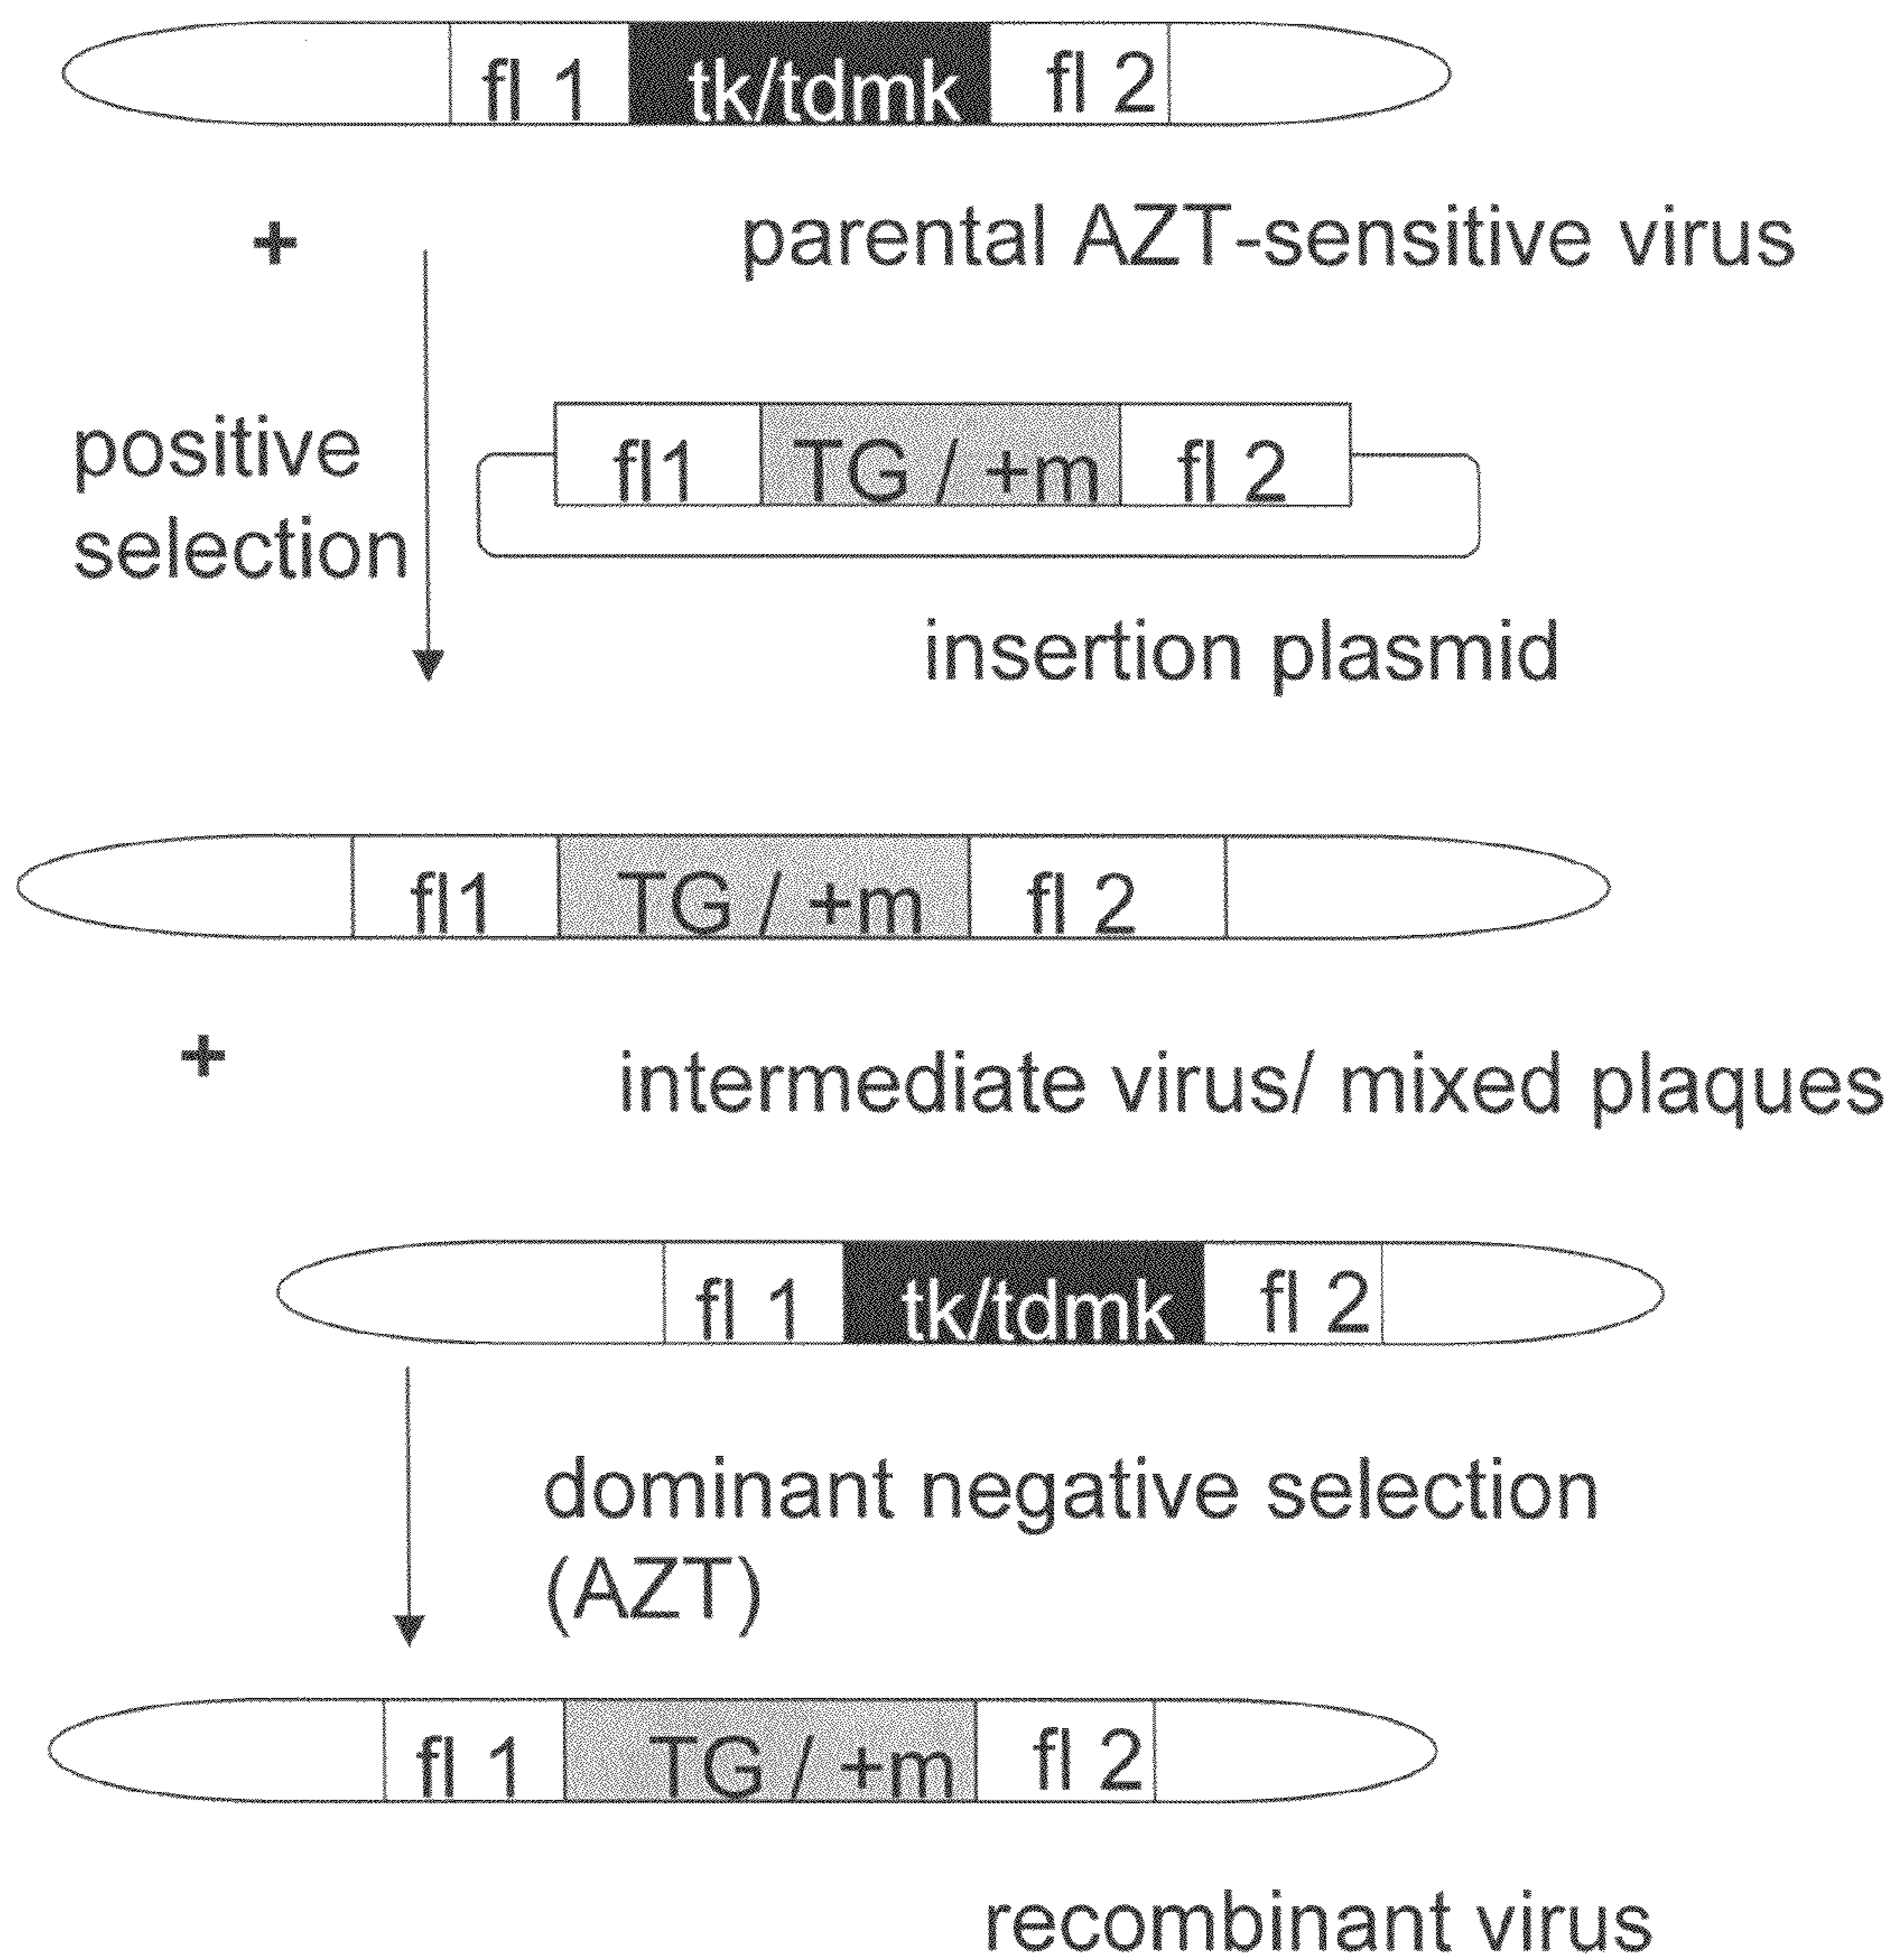 fl 1 tk/tdmk fl 2
+
parental AZT-sensitive virus
positive
selection
fl1 TG / +m fl 2
insertion plasmid
fl1 TG / +m fl 2
+
intermediate virus/ mixed plaques
fl 1 tk/tdmk fl 2
dominant negative selection
(AZT)
fl 1 TG / +m fl 2
recombinant virus